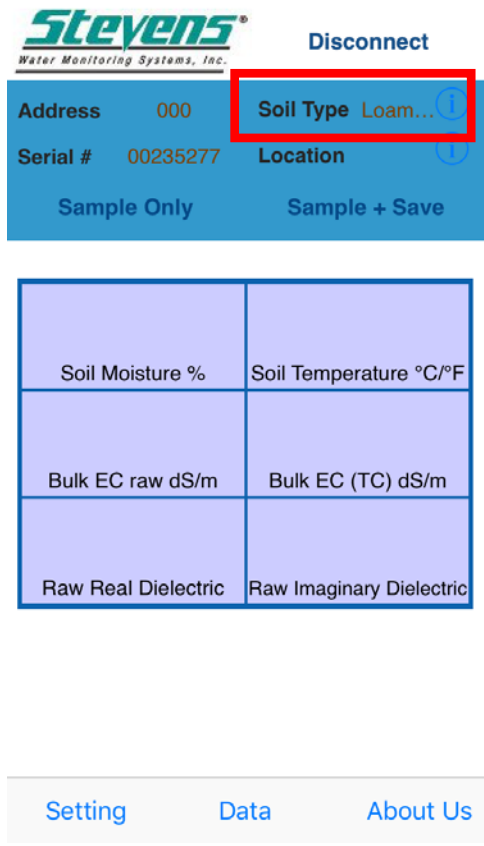 Stevens®
Water Monitoring Systems, Inc.
Disconnect
Address 000 Soil Type Loam...
Serial # 00235277 Location
Sample Only Sample + Save
Soil Moisture % Soil Temperature °C/°F
Bulk EC raw dS/m Bulk EC (TC) dS/m
Raw Real Dielectric Raw Imaginary Dielectric
Setting Data About Us